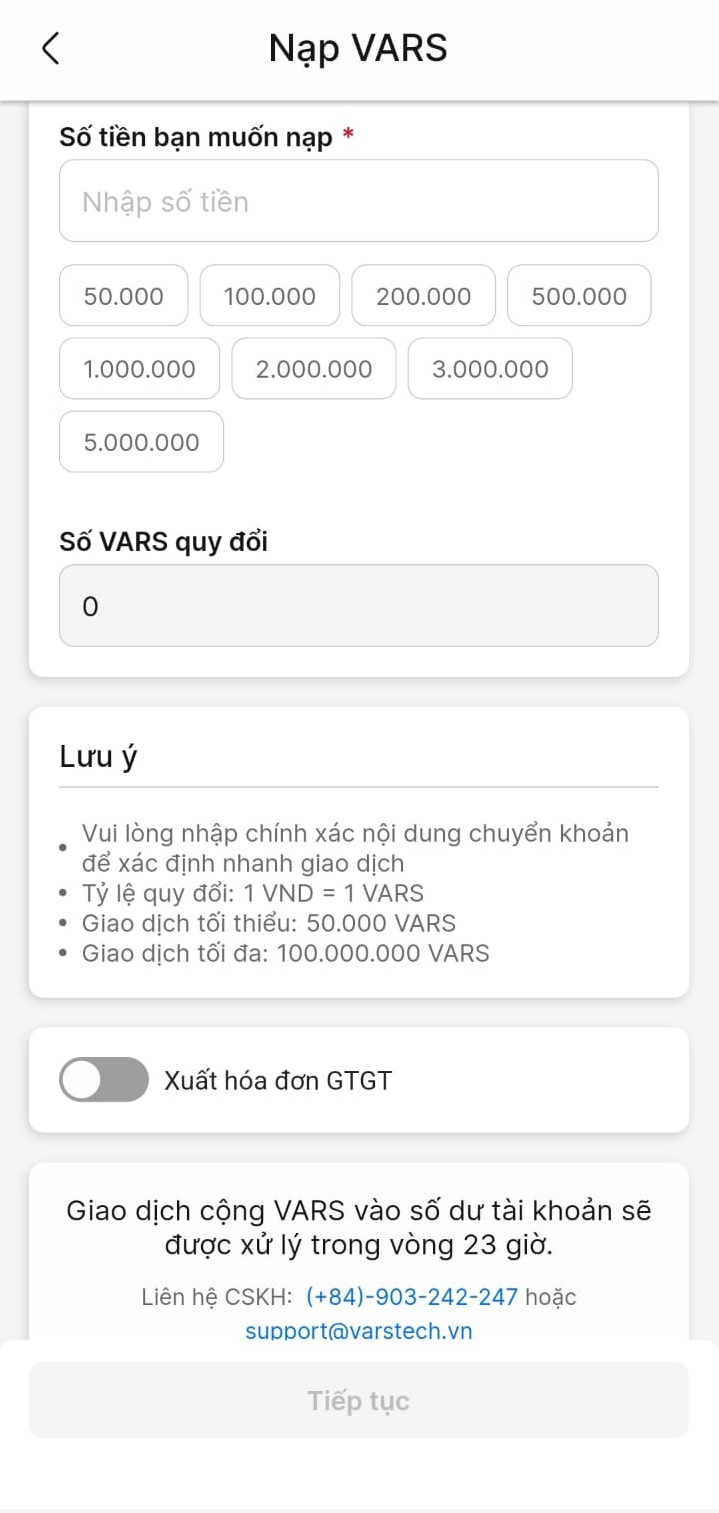 Nạp VARS
Số tiền bạn muốn nạp *
Nhập số tiền
50.000 100.000 200.000 500.000
1.000.000 2.000.000 3.000.000
5.000.000
Số VARS quy đổi
0
Lưu ý
• Vui lòng nhập chính xác nội dung chuyển khoản
để xác định nhanh giao dịch
• Tỷ lệ quy đổi: 1 VND = 1 VARS
• Giao dịch tối thiểu: 50.000 VARS
• Giao dịch tối đa: 100.000.000 VARS
Xuất hóa đơn GTGT
Giao dịch cộng VARS vào số dư tài khoản sẽ
được xử lý trong vòng 23 giờ.
Liên hệ CSKH: (+84)-903-242-247 hoặc
support@varstech.vn
Tiếp tục